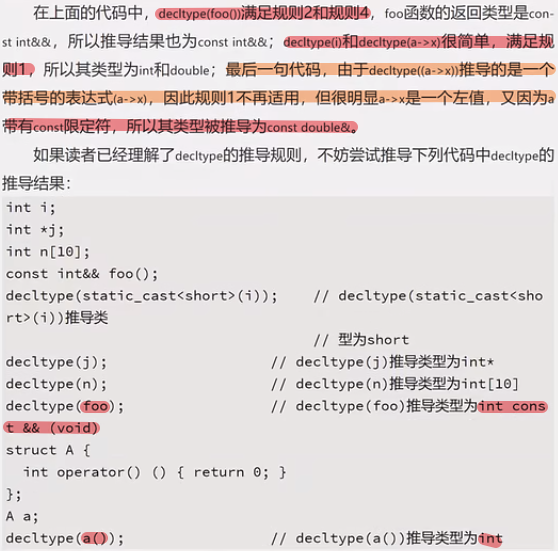 在上面的代码中，decltype(foo())满足规则2和规则4，foo函数的返回类型是con-
st int&&，所以推导结果也为const int&&；decltype(i)和decltype(a->x)很简单，满足规
则1，所以其类型为int和double；最后一句代码，由于decltype((a->x))推导的是一个
带括号的表达式(a->x)，因此规则1不再适用，但很明显a->x是一个左值，又因为a
带有const限定符，所以其类型被推导为const double&。
如果读者已经理解了decltype的推导规则，不妨尝试推导下列代码中decltype的
推导结果：
int i;
int *j;
int n[10];
const int&& foo();
decltype(static_cast<short>(i)); // decltype(static_cast<sho
rt>(i))推导类
// 型为short
decltype(j); // decltype(j)推导类型为int*
decltype(n); // decltype(n)推导类型为int[10]
decltype(foo); // decltype(foo)推导类型为int cons
t && (void)
struct A {
int operator() () { return 0; }
};
A a;
decltype(a()); // decltype(a())推导类型为int